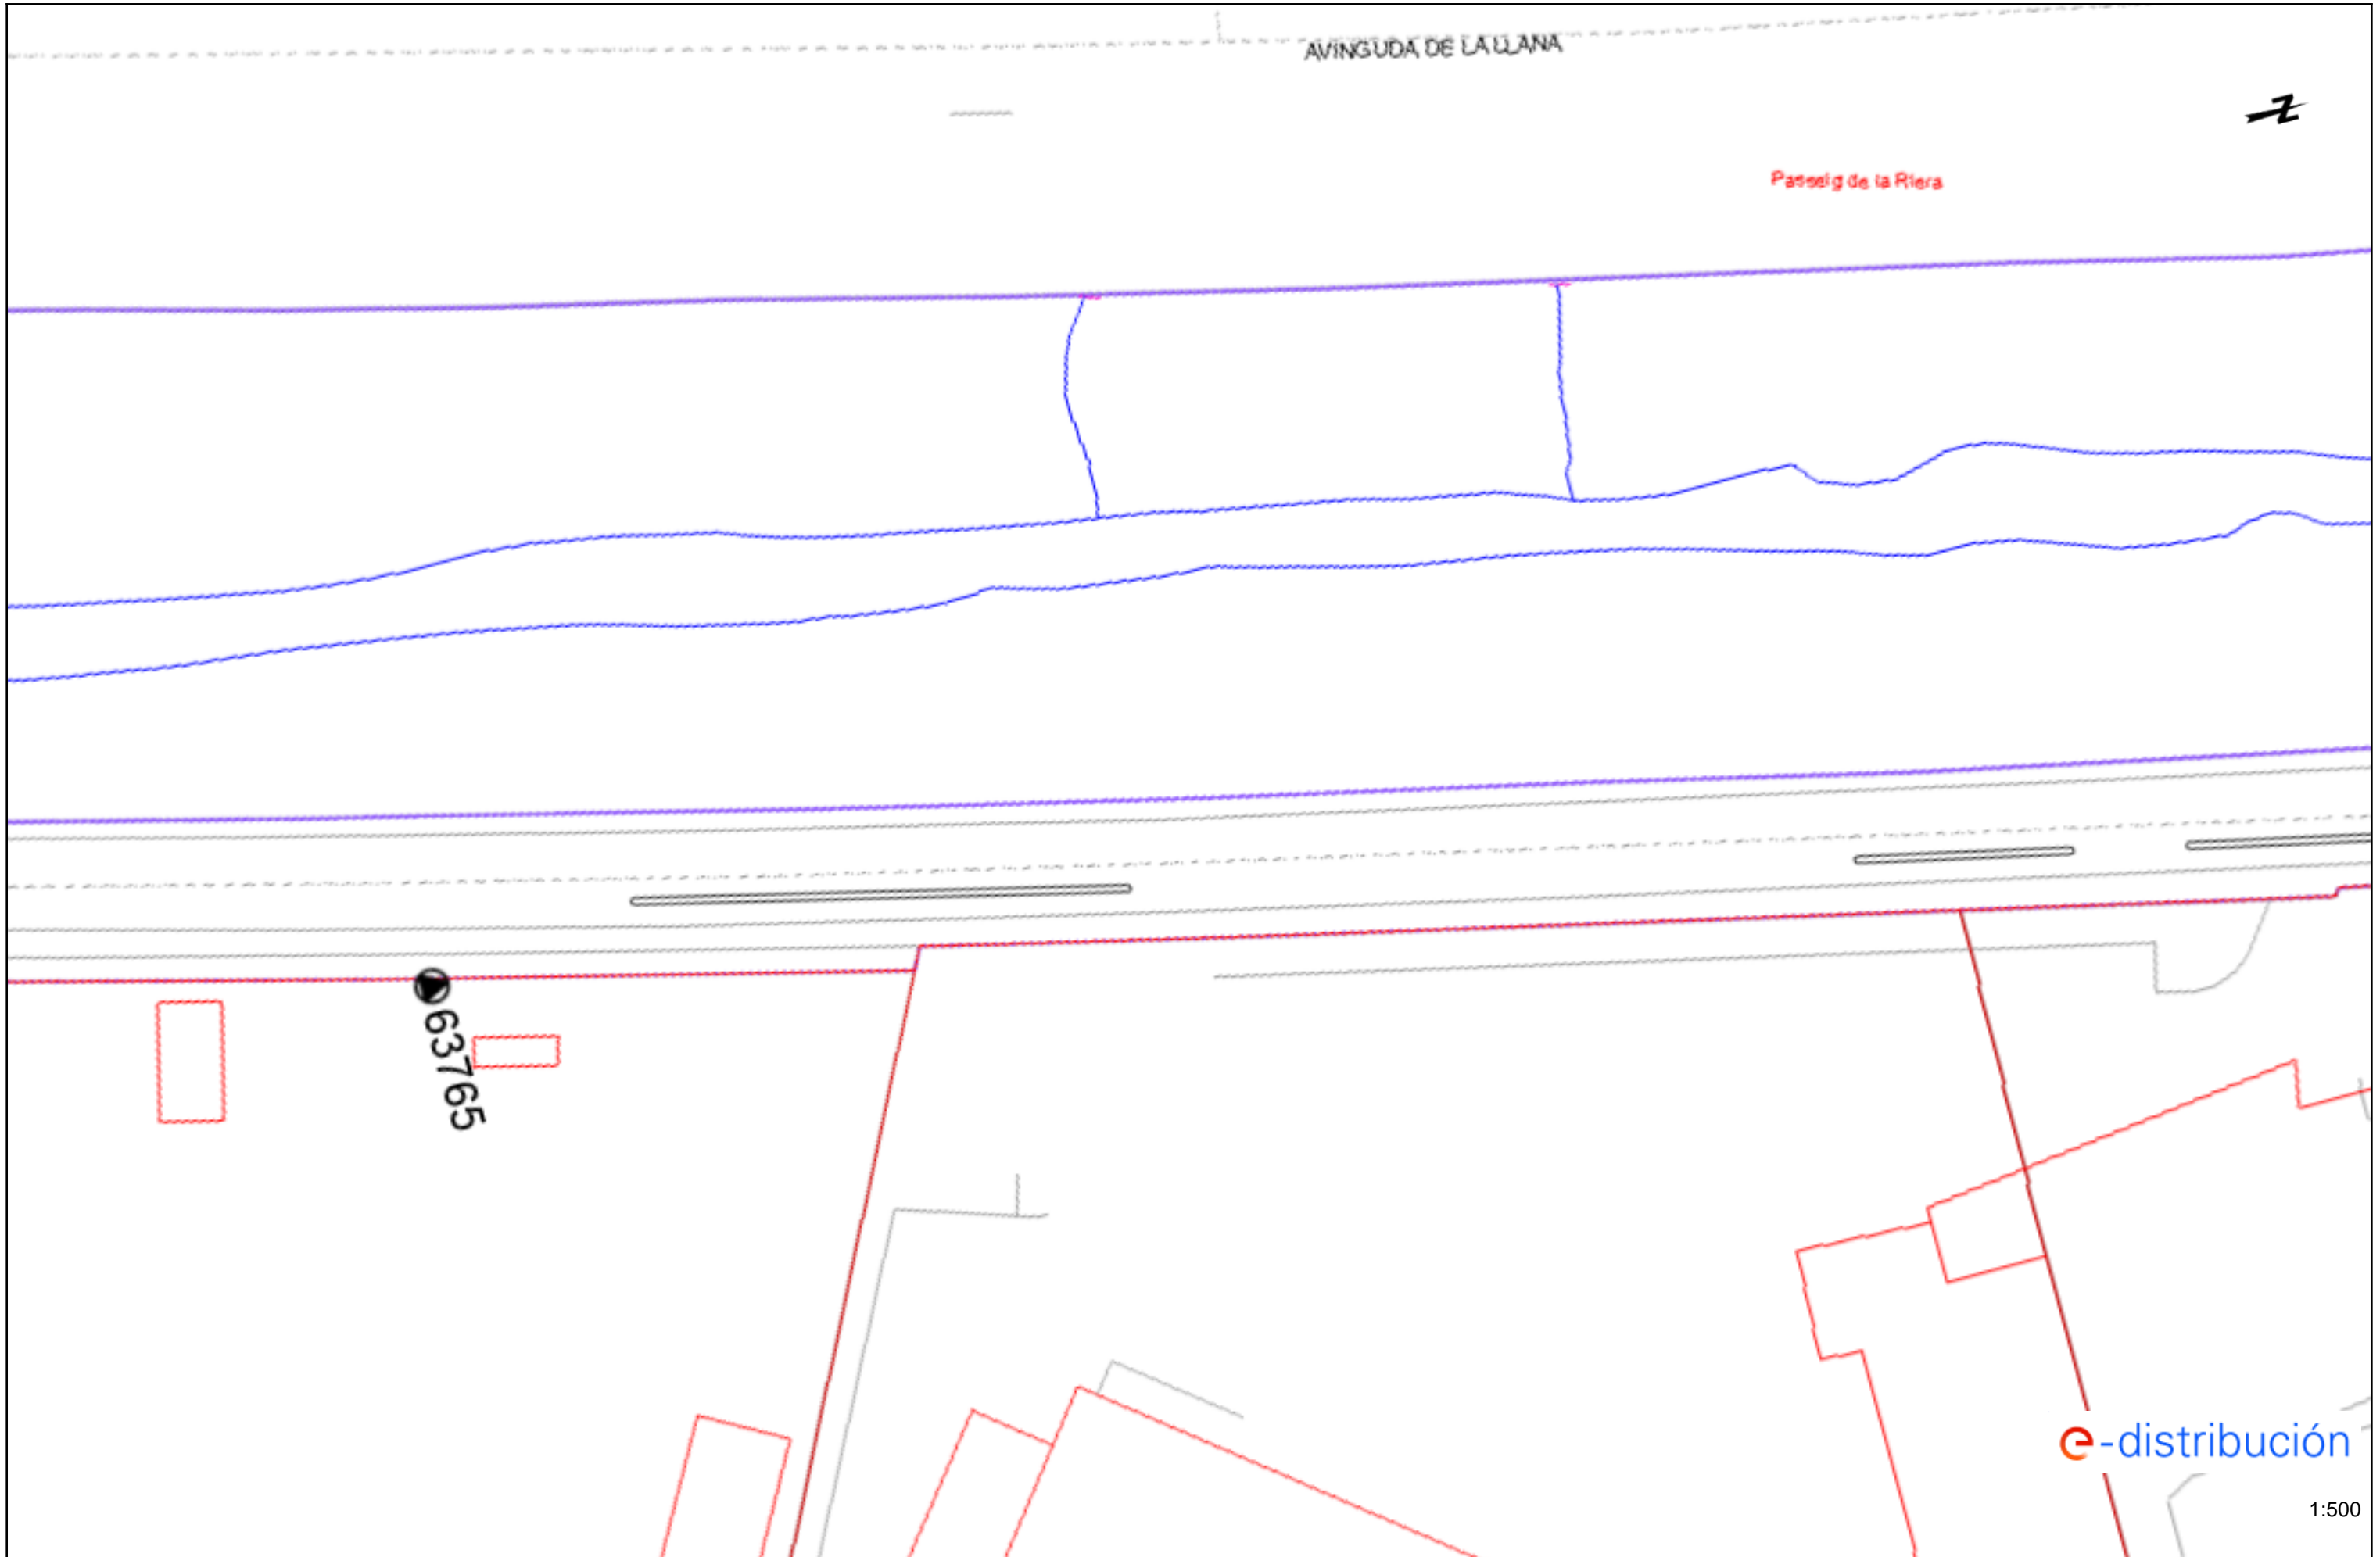 AVINGUDA DE LA LLANA
N
Passeig de la Riera
63765
e-distribución
1:500